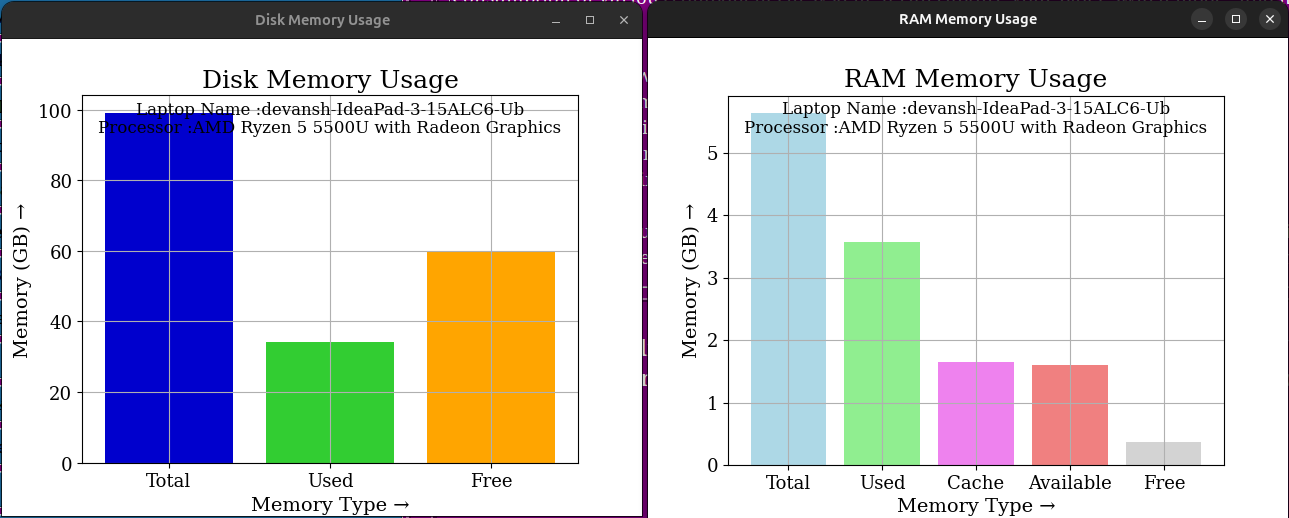 Disk Memory Usage
Disk Memory Usage
Laptop Name :devansh-IdeaPad-3-15ALC6-Ub
Processor :AMD Ryzen 5 5500U with Radeon Graphics
100
80
60
40
20
0
Memory (GB) →
Total Used Free
Memory Type →
RAM Memory Usage
RAM Memory Usage
Laptop Name :devansh-IdeaPad-3-15ALC6-Ub
Processor :AMD Ryzen 5 5500U with Radeon Graphics
5
4
3
2
1
0
Memory (GB) →
Total Used Cache Available Free
Memory Type →